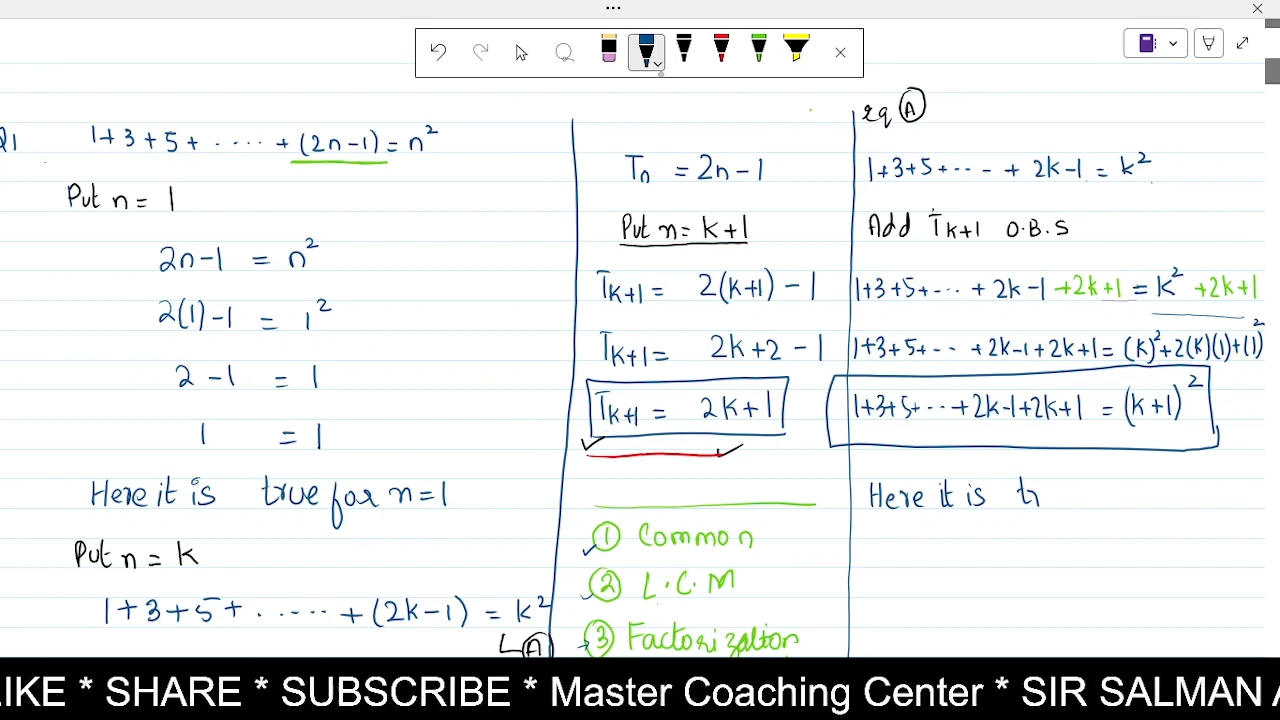 Q1 1+3+5+.....+(2n-1)=n²
Put n=1
2n-1 = n²
2(1)-1 = 1²
2-1 = 1
1 = 1
Here it is true for n=1
Put n=k
1+3+5+......+(2k-1) = k²
A
Tn = 2n-1
Put n=k+1
Tk+1 = 2(k+1)-1
Tk+1 = 2k+2-1
Tk+1 = 2k+1
① Common
② L.C.M
③ Factorization
eq A
1+3+5+....+2k-1=k²
Add Tk+1 O.B.S
1+3+5+...+2k-1+2k+1=k²+2k+1
1+3+5+...+2k-1+2k+1=(k)²+2(k)(1)+(1)²
1+3+5+...+2k-1+2k+1=(k+1)²
Here it is tr
LIKE * SHARE * SUBSCRIBE * Master Coaching Center * SIR SALMAN A